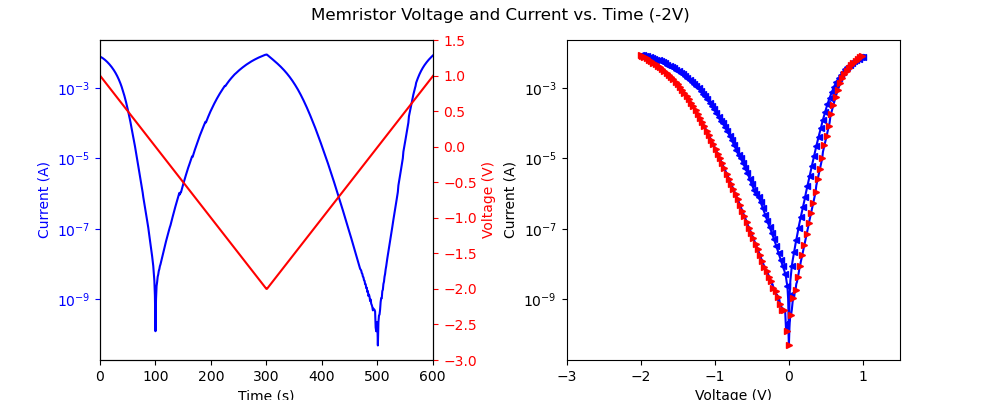 Memristor Voltage and Current vs. Time (-2V)
Current (A)
10⁻³
10⁻⁵
10⁻⁷
10⁻⁹
0 100 200 300 400 500 600
Time (s)
1.5
1.0
0.5
0.0
−0.5
−1.0
−1.5
−2.0
−2.5
−3.0
Voltage (V)
Current (A)
10⁻³
10⁻⁵
10⁻⁷
10⁻⁹
−3 −2 −1 0 1
Voltage (V)